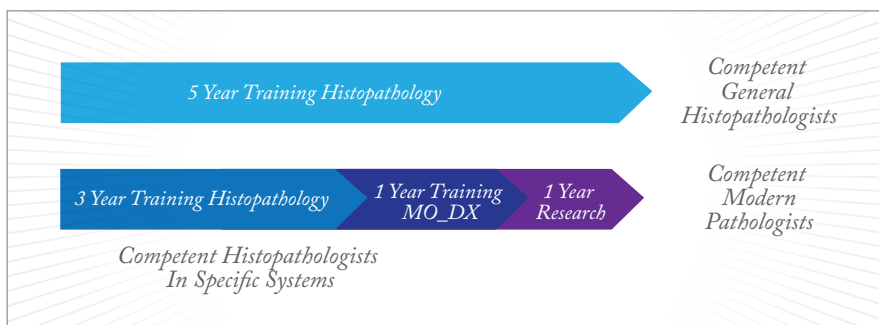 5 Year Training Histopathology
Competent
General
Histopathologists
3 Year Training Histopathology
1 Year Training
MO_DX
1 Year
Research
Competent
Modern
Pathologists
Competent Histopathologists
In Specific Systems